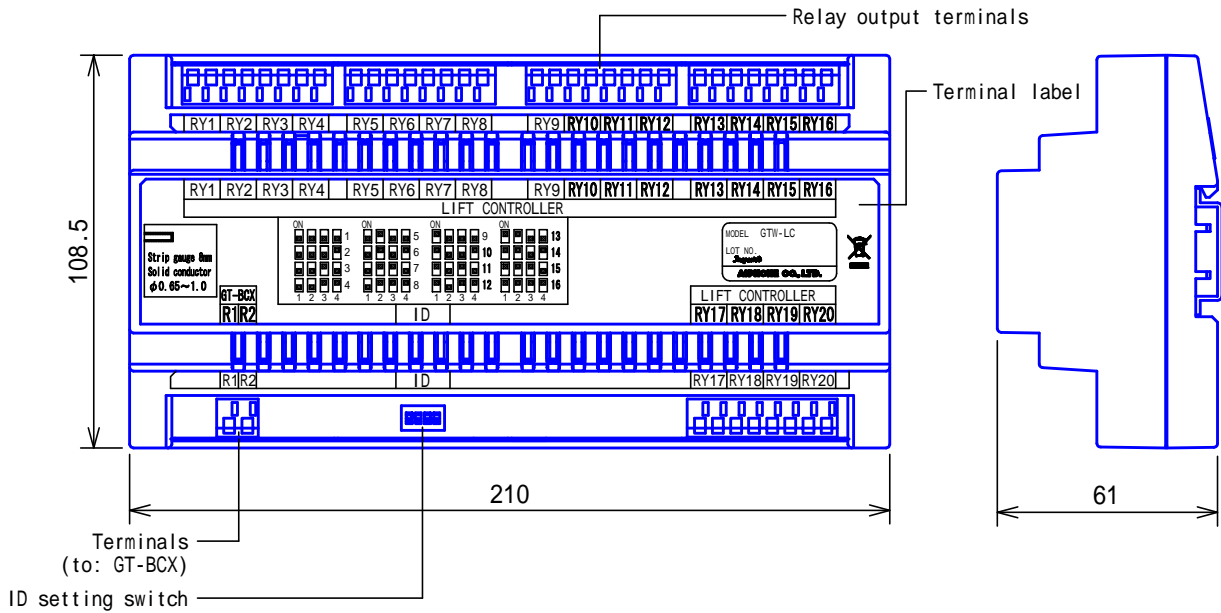 Relay output terminals
Terminal label
RY1 RY2 RY3 RY4 RY5 RY6 RY7 RY8 RY9 RY10 RY11 RY12 RY13 RY14 RY15 RY16
RY1 RY2 RY3 RY4 RY5 RY6 RY7 RY8 RY9 RY10 RY11 RY12 RY13 RY14 RY15 RY16
LIFT CONTROLLER
ON ON ON ON
1 5 9 13
2 6 10 14
3 7 11 15
4 8 12 16
1 2 3 4 1 2 3 4 1 2 3 4 1 2 3 4
Strip gauge 8mm
Solid conductor
φ0.65~1.0
MODEL GTW-LC
LOT NO.
AIPHONE CO.,LTD.
GT-BCX
R1 R2
ID
LIFT CONTROLLER
RY17 RY18 RY19 RY20
R1 R2
ID
RY17 RY18 RY19 RY20
108.5
210
61
Terminals
(to: GT-BCX)
ID setting switch